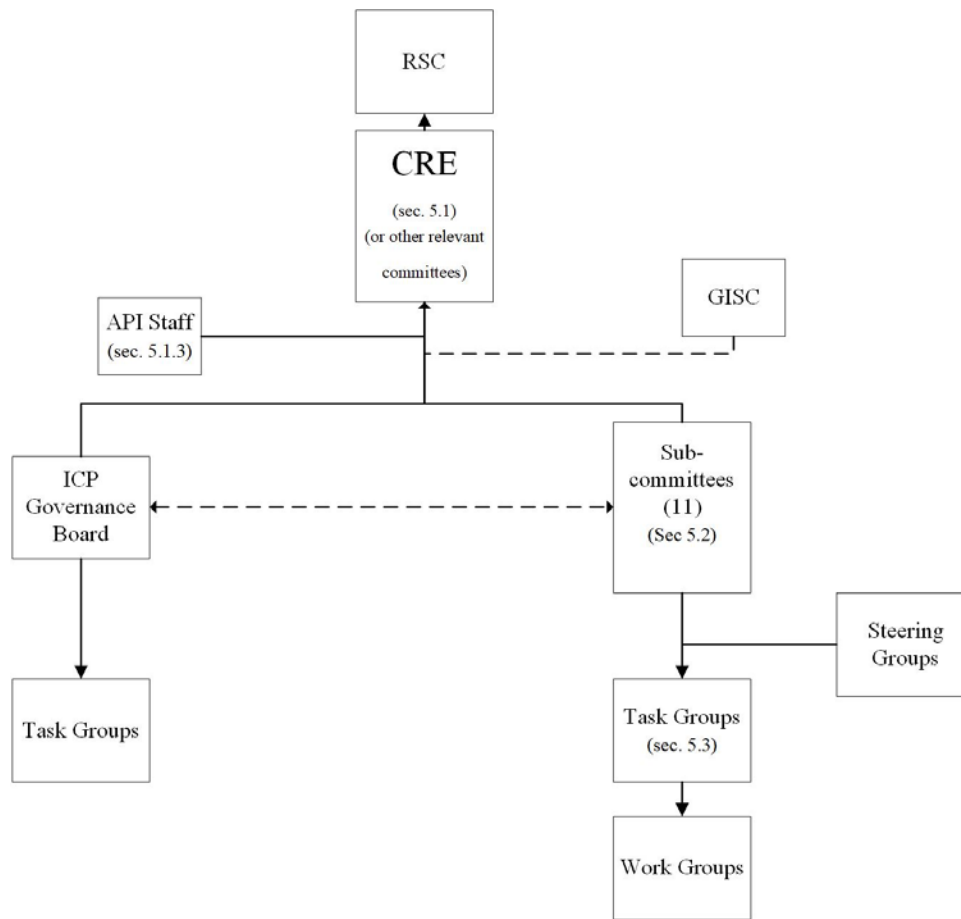 RSC
CRE
(sec. 5.1)
(or other relevant
committees)
GISC
API Staff
(sec. 5.1.3)
ICP
Governance
Board
Sub-
committees
(11)
(Sec 5.2)
Steering
Groups
Task Groups
Task Groups
(sec. 5.3)
Work Groups